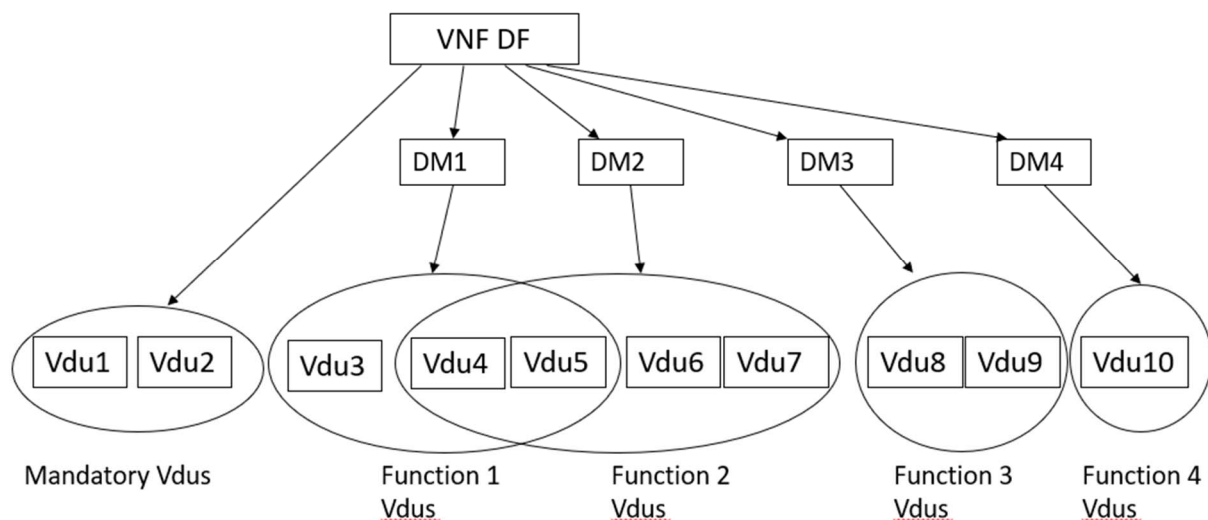 VNF DF
DM1
DM2
DM3
DM4
Vdu1
Vdu2
Vdu3
Vdu4
Vdu5
Vdu6
Vdu7
Vdu8
Vdu9
Vdu10
Mandatory Vdus
Function 1
Vdus
Function 2
Vdus
Function 3
Vdus
Function 4
Vdus